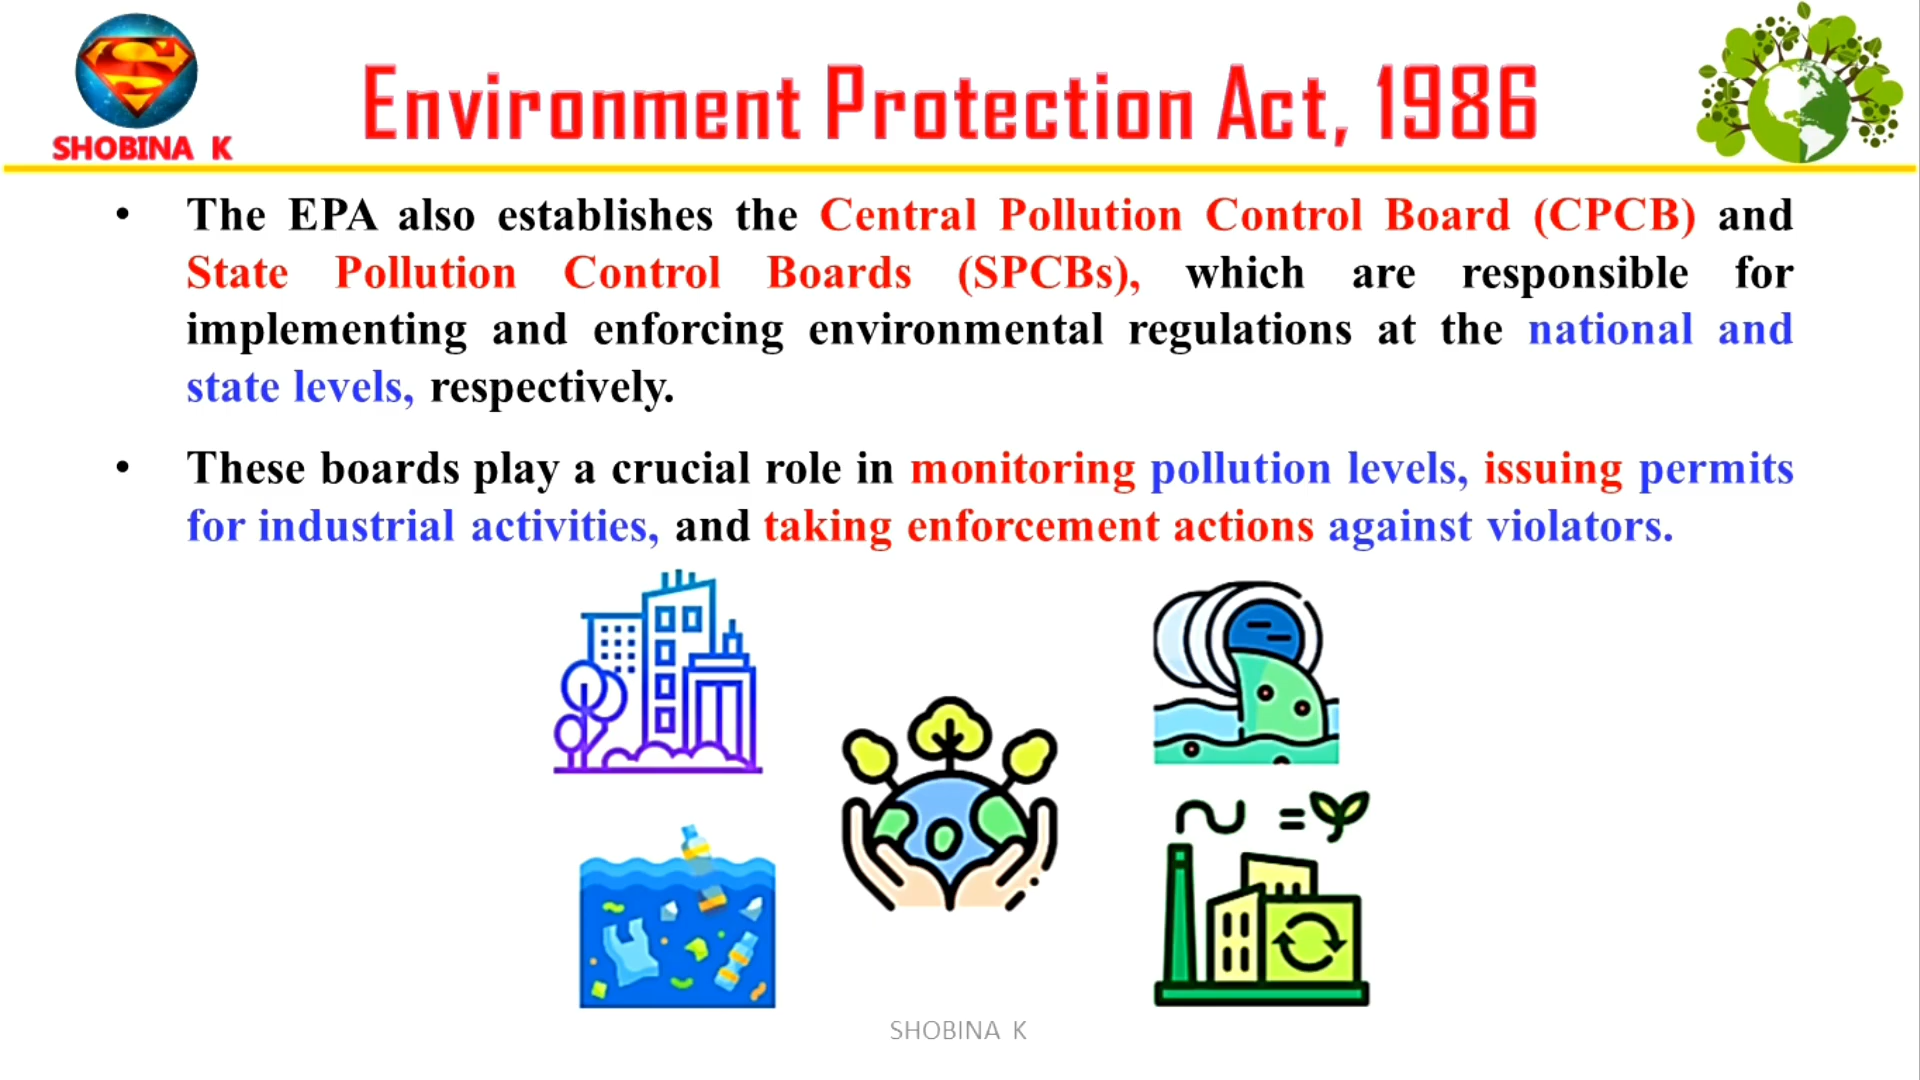 SHOBINA K
Environment Protection Act, 1986
• The EPA also establishes the Central Pollution Control Board (CPCB) and
State Pollution Control Boards (SPCBs), which are responsible for
implementing and enforcing environmental regulations at the national and
state levels, respectively.
• These boards play a crucial role in monitoring pollution levels, issuing permits
for industrial activities, and taking enforcement actions against violators.
SHOBINA K